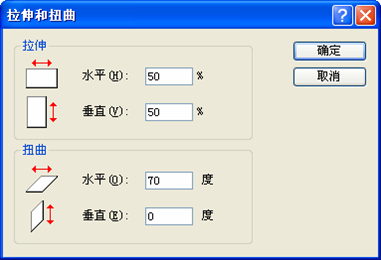 拉伸和扭曲
拉伸
水平(H): 50 %
垂直(V): 50 %
扭曲
水平(O): 70 度
垂直(E): 0 度
确定
取消